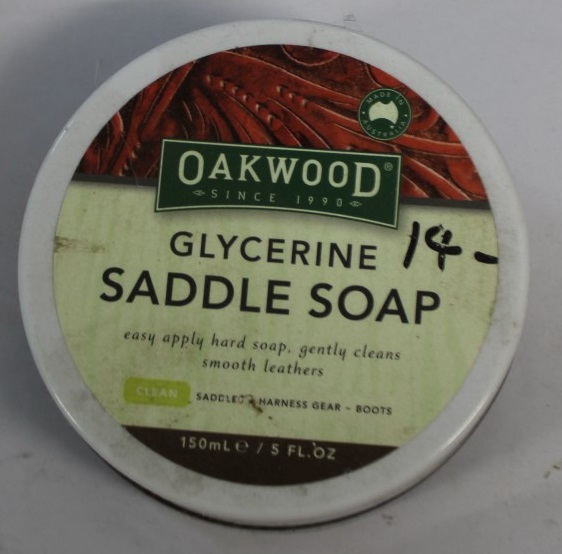 MADE IN
AUSTRALIA
OAKWOOD®
SINCE 1990
GLYCERINE
14-
SADDLE SOAP
easy apply hard soap, gently cleans
smooth leathers
CLEAN SADDLES - HARNESS GEAR - BOOTS
150mL ℮ / 5 FL.OZ